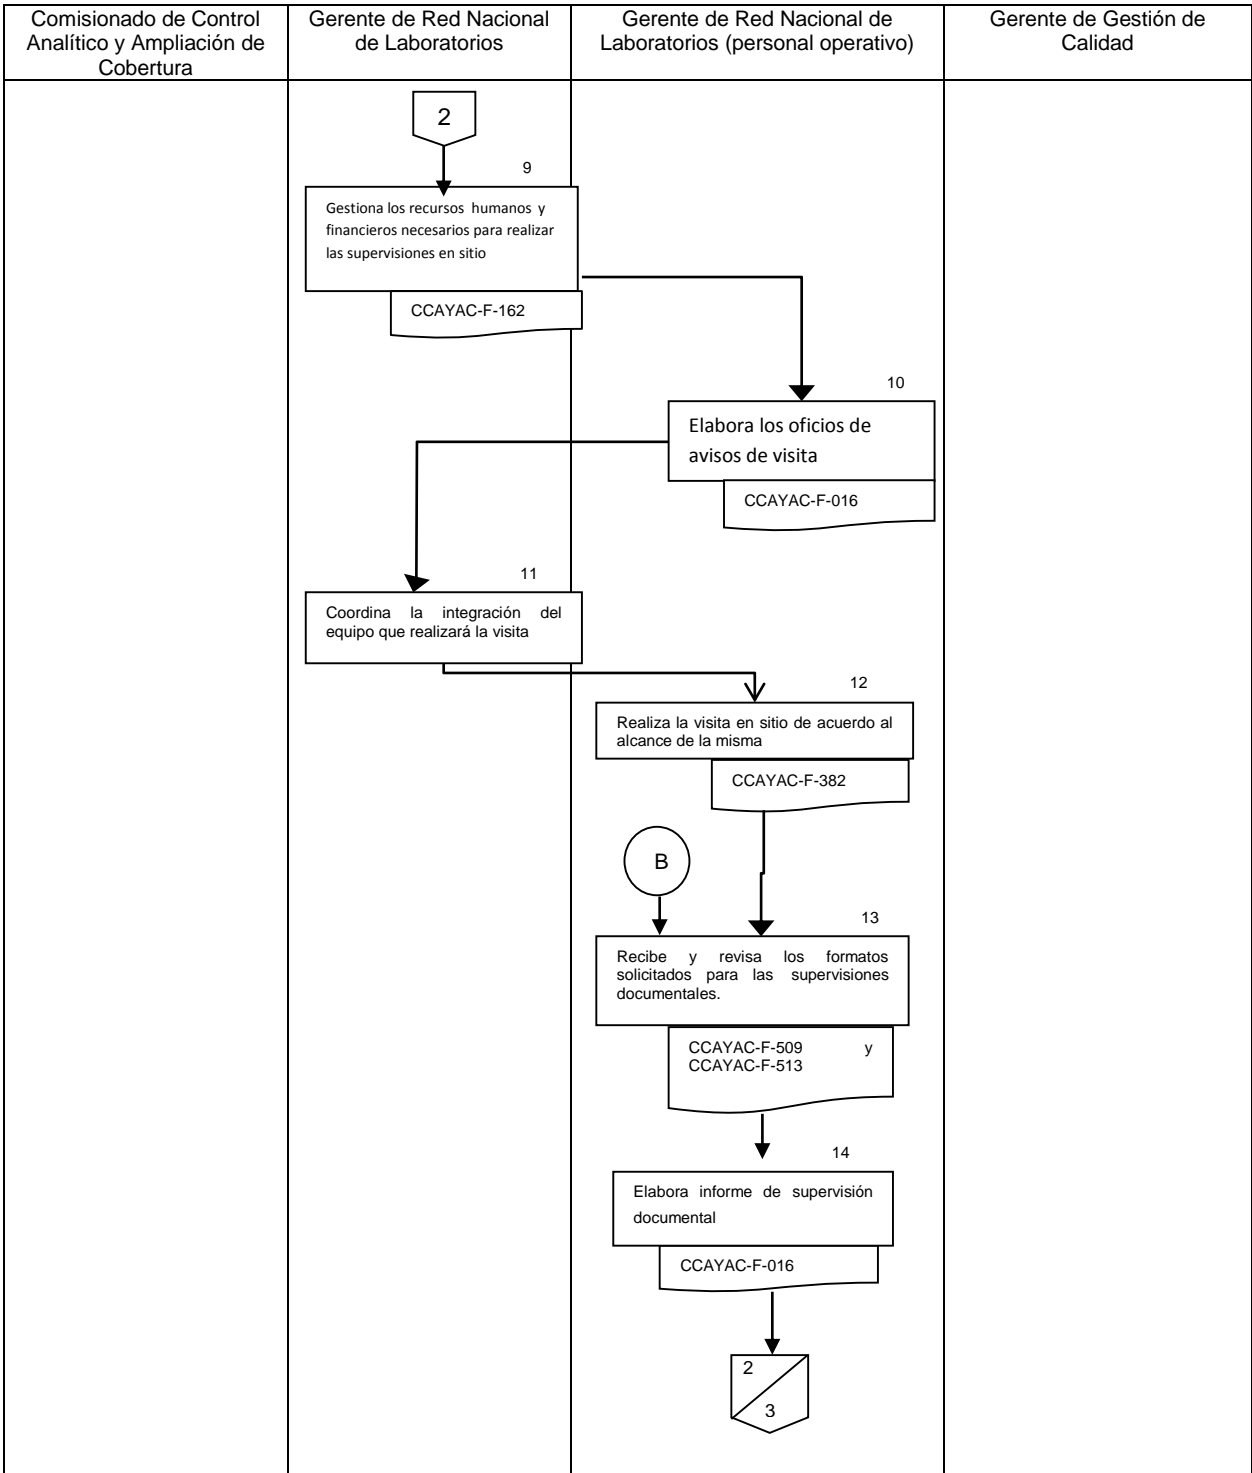 Comisionado de Control
Analítico y Ampliación de
Cobertura
Gerente de Red Nacional
de Laboratorios
Gerente de Red Nacional de
Laboratorios (personal operativo)
Gerente de Gestión de
Calidad
2
9
Gestiona los recursos humanos y
financieros necesarios para realizar
las supervisiones en sitio
CCAYAC-F-162
10
Elabora los oficios de
avisos de visita
CCAYAC-F-016
11
Coordina la integración del
equipo que realizará la visita
12
Realiza la visita en sitio de acuerdo al
alcance de la misma
CCAYAC-F-382
B
13
Recibe y revisa los formatos
solicitados para las supervisiones
documentales.
CCAYAC-F-509 y
CCAYAC-F-513
14
Elabora informe de supervisión
documental
CCAYAC-F-016
2
3